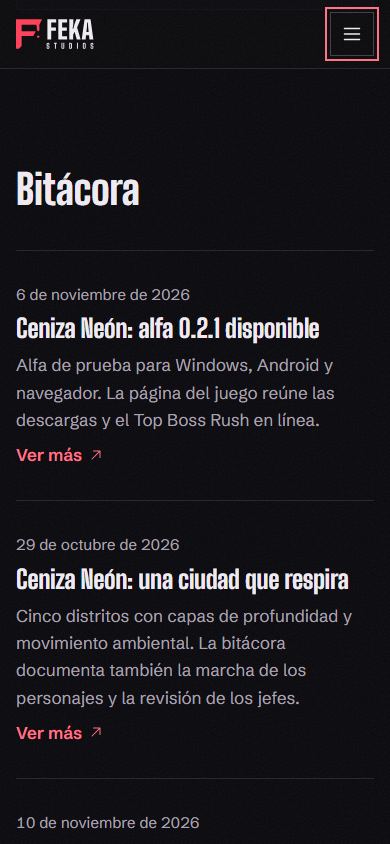 FEKA
STUDIOS
Bitácora
6 de noviembre de 2026
Ceniza Neón: alfa 0.2.1 disponible
Alfa de prueba para Windows, Android y
navegador. La página del juego reúne las
descargas y el Top Boss Rush en línea.
Ver más
29 de octubre de 2026
Ceniza Neón: una ciudad que respira
Cinco distritos con capas de profundidad y
movimiento ambiental. La bitácora
documenta también la marcha de los
personajes y la revisión de los jefes.
Ver más
10 de noviembre de 2026